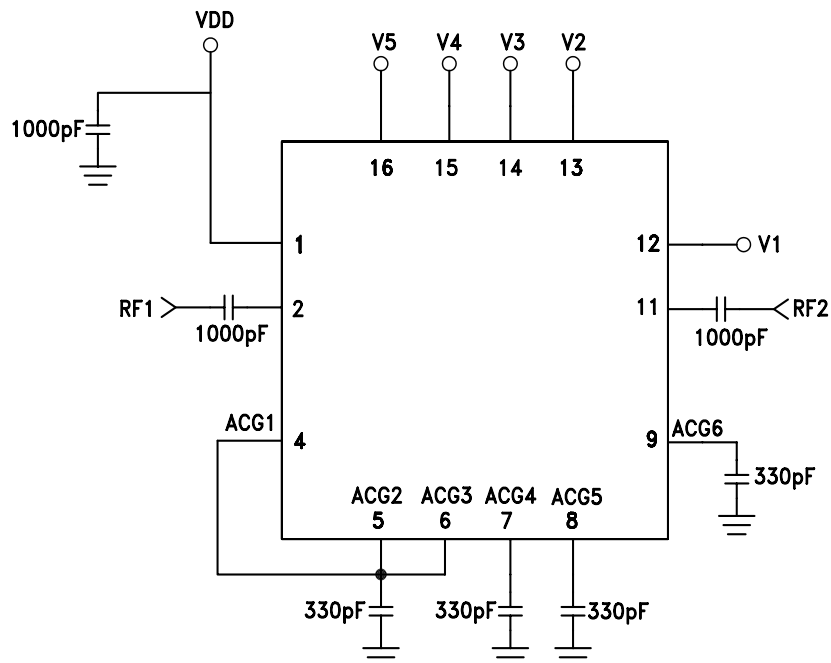 VDD
V5 V4 V3 V2
1000pF
16 15 14 13
1 12 V1
RF1 2 11 RF2
1000pF 1000pF
ACG1 4 9 ACG6
330pF
ACG2 ACG3 ACG4 ACG5
5 6 7 8
330pF 330pF 330pF